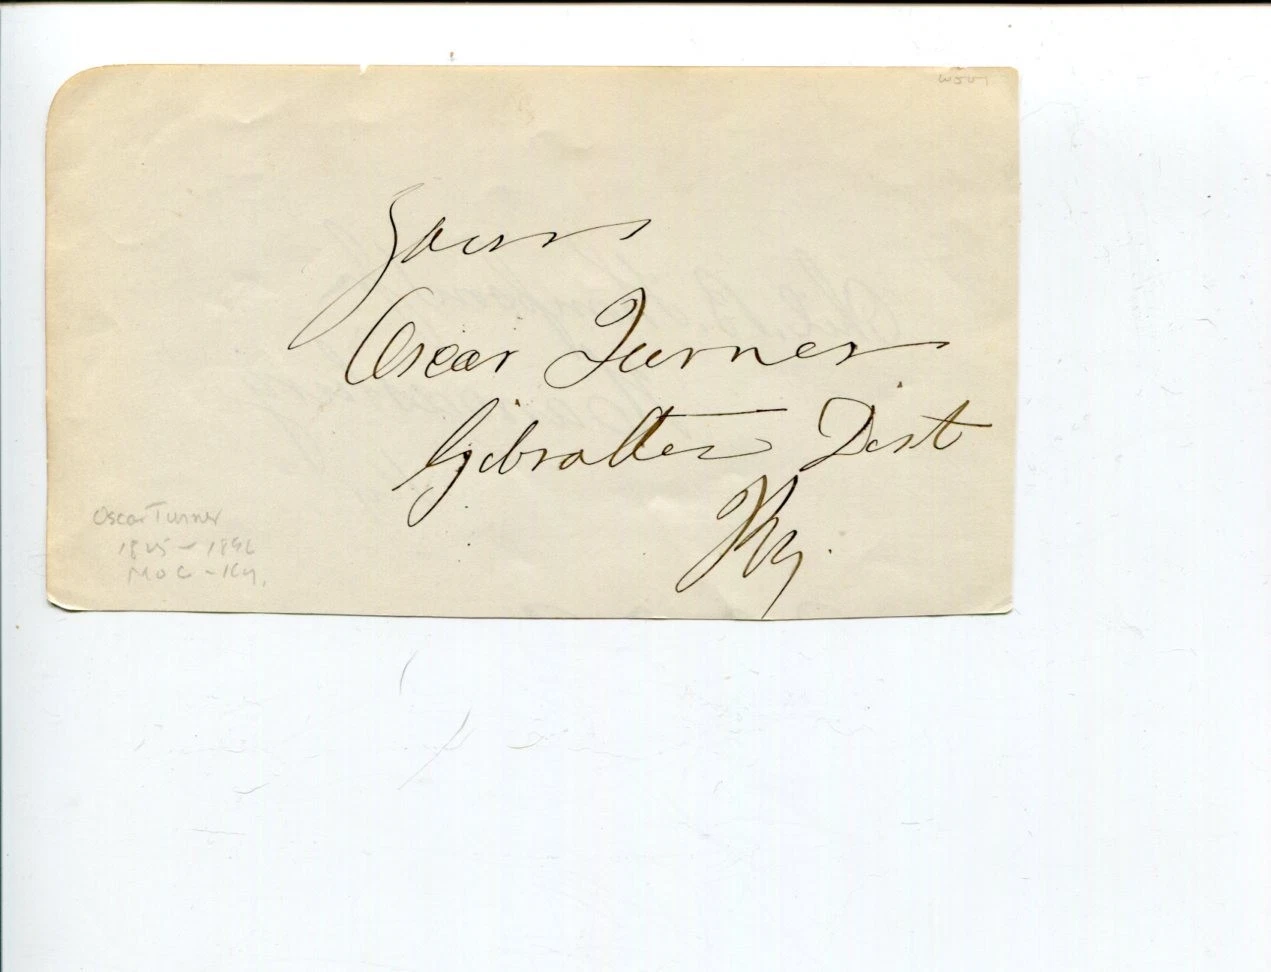 Yours
Oscar Turner
Gibralter Dist
Ky.
Oscar Turner
1825 - 1896
MOC - Ky.